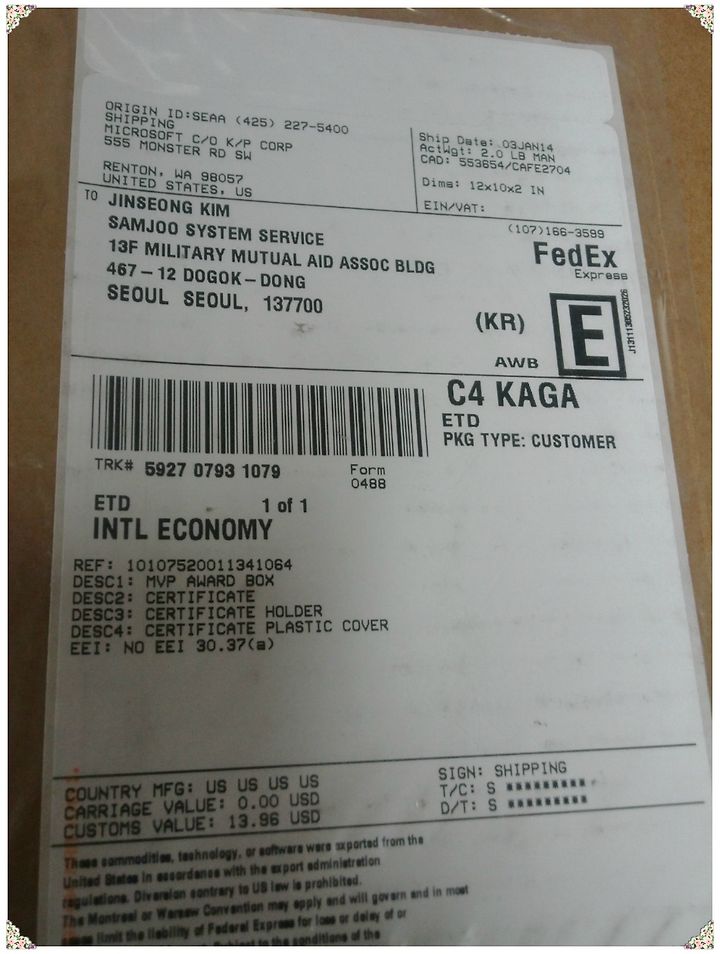 ORIGIN ID:SEAA (425) 227-5400
SHIPPING
MICROSOFT C/O K/P CORP
555 MONSTER RD SW
RENTON, WA 98057
UNITED STATES, US
Ship Date: 03JAN14
ActWgt: 2.0 LB MAN
CAD: 553654/CAFE2704
Dims: 12x10x2 IN
EIN/VAT:
TO JINSEONG KIM
SAMJOO SYSTEM SERVICE
13F MILITARY MUTUAL AID ASSOC BLDG
467-12 DOGOK-DONG
SEOUL SEOUL, 137700
(107)166-3599
FedEx
Express
(KR)
E
AWB
C4 KAGA
ETD
PKG TYPE: CUSTOMER
TRK# 5927 0793 1079
Form
0488
ETD 1 of 1
INTL ECONOMY
REF: 10107520011341064
DESC1: MVP AWARD BOX
DESC2: CERTIFICATE
DESC3: CERTIFICATE HOLDER
DESC4: CERTIFICATE PLASTIC COVER
EEI: NO EEI 30.37(a)
COUNTRY MFG: US US US US
CARRIAGE VALUE: 0.00 USD
CUSTOMS VALUE: 13.96 USD
SIGN: SHIPPING
T/C: S *********
D/T: S *********
These commodities, technology, or software were exported from the
United States in accordance with the export administration
regulations. Diversion contrary to US law is prohibited.
The Montreal or Warsaw Convention may apply and will govern and in most
cases limit the liability of Federal Express for loss or delay of or
Subject to the conditions of the